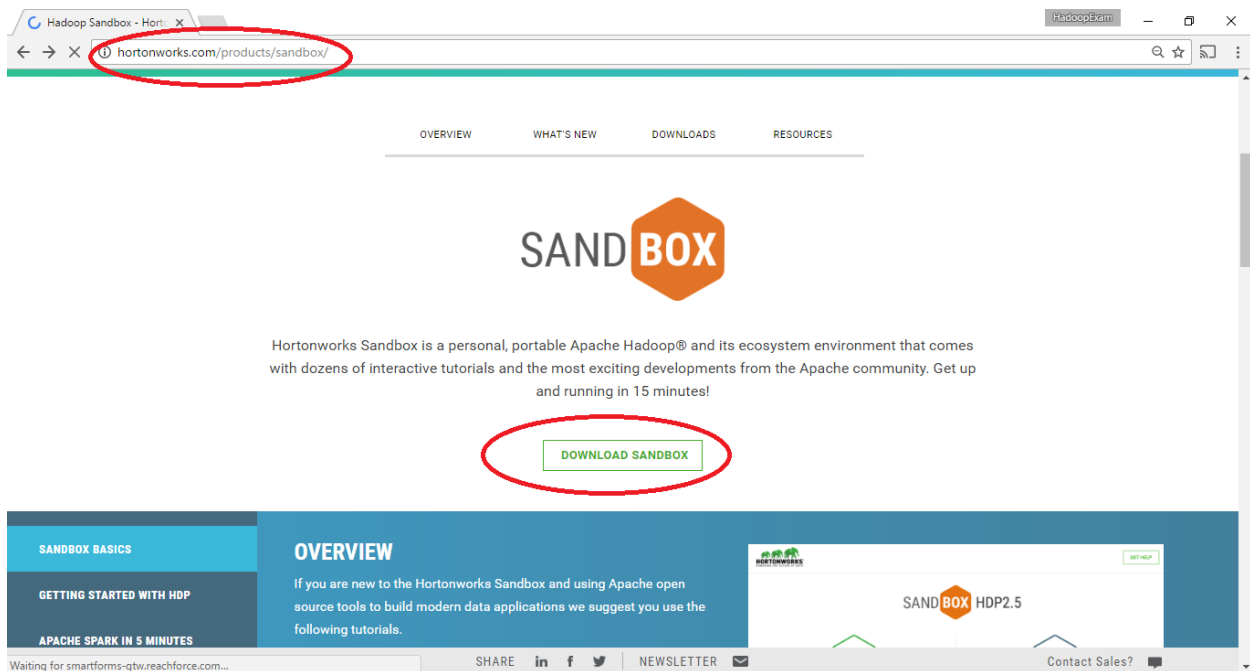 Hadoop Sandbox - Horto
HadoopExam
hortonworks.com/products/sandbox/
OVERVIEW WHAT'S NEW DOWNLOADS RESOURCES
SANDBOX
Hortonworks Sandbox is a personal, portable Apache Hadoop® and its ecosystem environment that comes
with dozens of interactive tutorials and the most exciting developments from the Apache community. Get up
and running in 15 minutes!
DOWNLOAD SANDBOX
SANDBOX BASICS
GETTING STARTED WITH HDP
APACHE SPARK IN 5 MINUTES
OVERVIEW
If you are new to the Hortonworks Sandbox and using Apache open
source tools to build modern data applications we suggest you use the
following tutorials.
HORTONWORKS
GET HELP
SANDBOX HDP2.5
Waiting for smartforms-gtw.reachforce.com...
SHARE in f NEWSLETTER
Contact Sales?